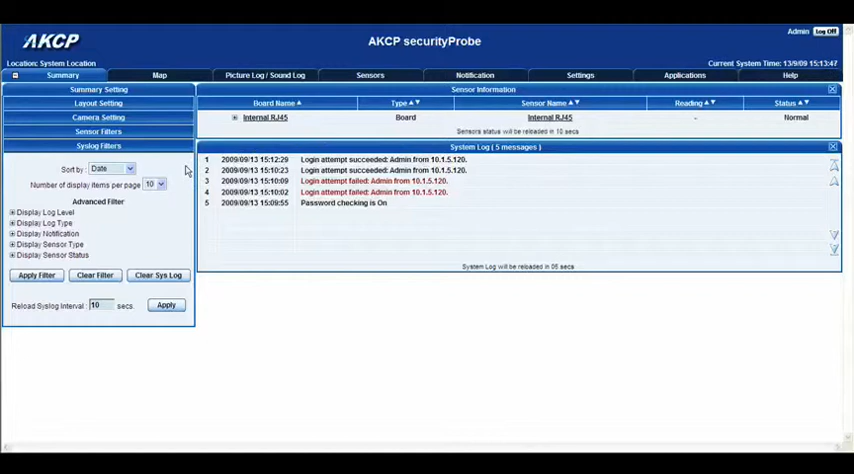 AKCP
AKCP securityProbe
Admin Log Off
Location: System Location
Current System Time: 13/9/09 15:13:47
Summary Map Picture Log / Sound Log Sensors Notification Settings Applications Help
Summary Setting
Layout Setting
Camera Setting
Sensor Filters
Syslog Filters
Sort by : Date
Number of display items per page 10
Advanced Filter
Display Log Level
Display Log Type
Display Notification
Display Sensor Type
Display Sensor Status
Apply Filter Clear Filter Clear Sys Log
Reload Syslog Interval : 10 secs. Apply
Sensor Information
Board Name Type Sensor Name Reading Status
Internal RJ45 Board Internal RJ45 - Normal
Sensors status will be reloaded in 10 secs
System Log ( 5 messages )
1 2009/09/13 15:12:29 Login attempt succeeded: Admin from 10.1.5.120.
2 2009/09/13 15:10:23 Login attempt succeeded: Admin from 10.1.5.120.
3 2009/09/13 15:10:09 Login attempt failed: Admin from 10.1.5.120.
4 2009/09/13 15:10:02 Login attempt failed: Admin from 10.1.5.120.
5 2009/09/13 15:09:55 Password checking is On
System Log will be reloaded in 06 secs